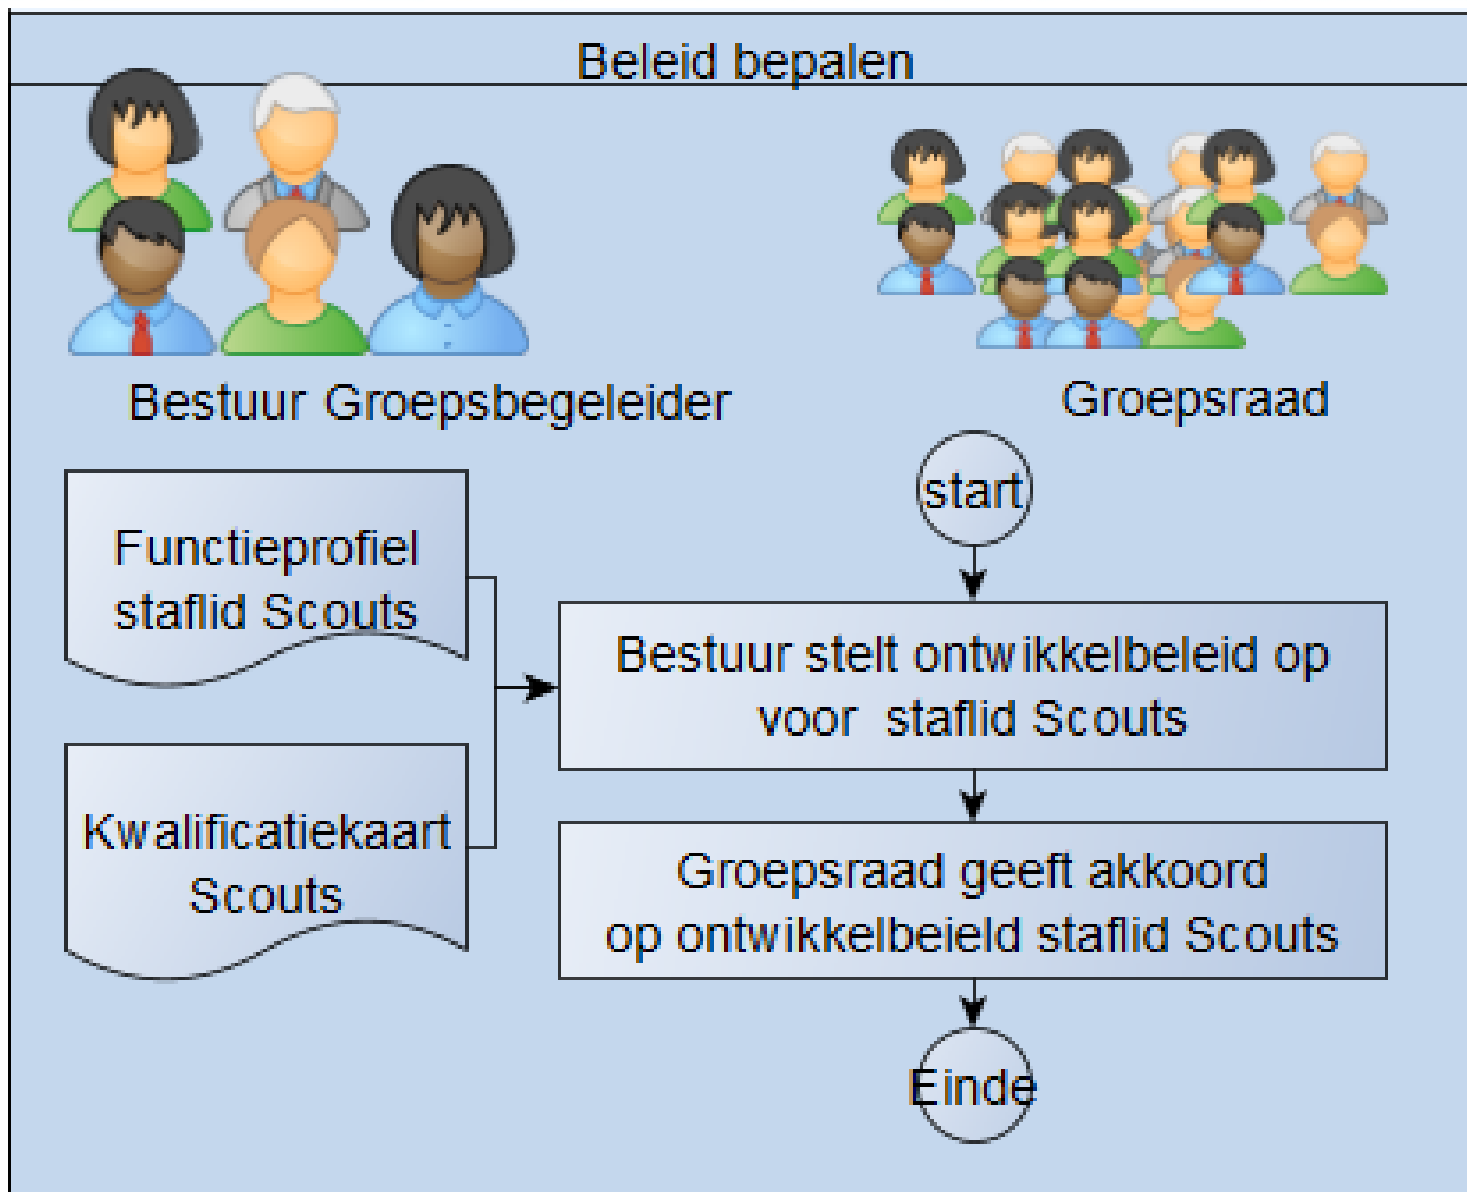 Beleid bepalen
Bestuur Groepsbegeleider
Groepsraad
start
Functieprofiel
staflid Scouts
Bestuur stelt ontwikkelbeleid op
voor staflid Scouts
Kwalificatiekaart
Scouts
Groepsraad geeft akkoord
op ontwikkelbeield staflid Scouts
Einde